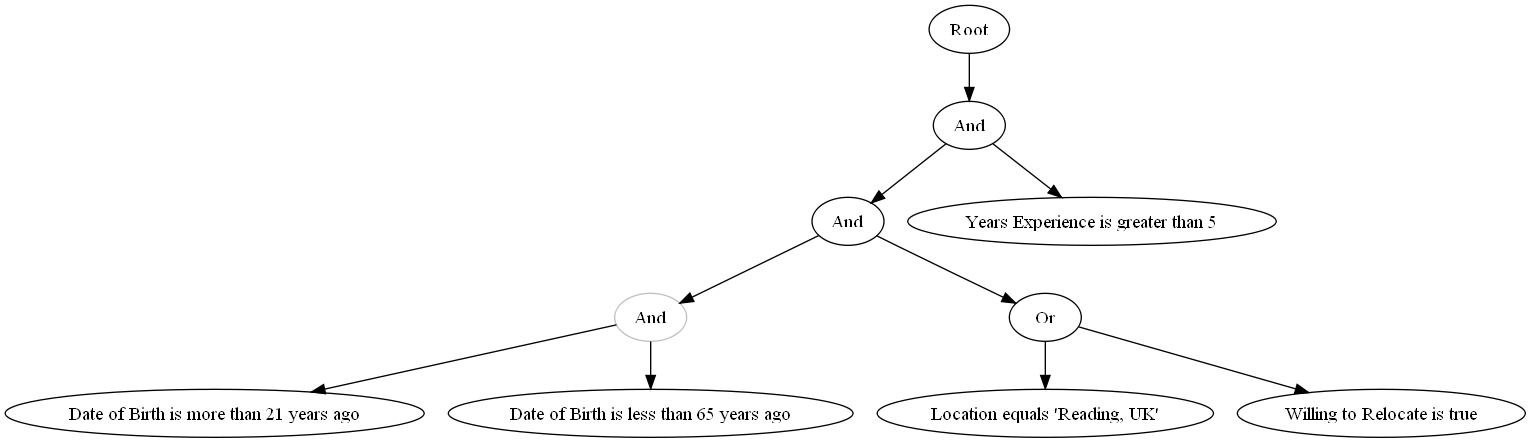 Root
And
And
Years Experience is greater than 5
And
Or
Date of Birth is more than 21 years ago
Date of Birth is less than 65 years ago
Location equals 'Reading, UK'
Willing to Relocate is true